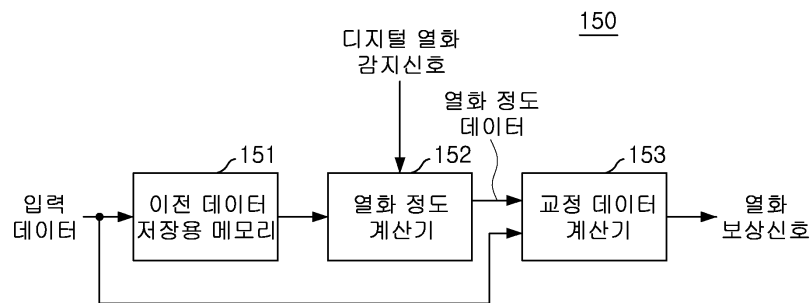 150
디지털 열화
감지신호
열화 정도
데이터
151
152
153
입력
데이터
이전 데이터
저장용 메모리
열화 정도
계산기
교정 데이터
계산기
열화
보상신호